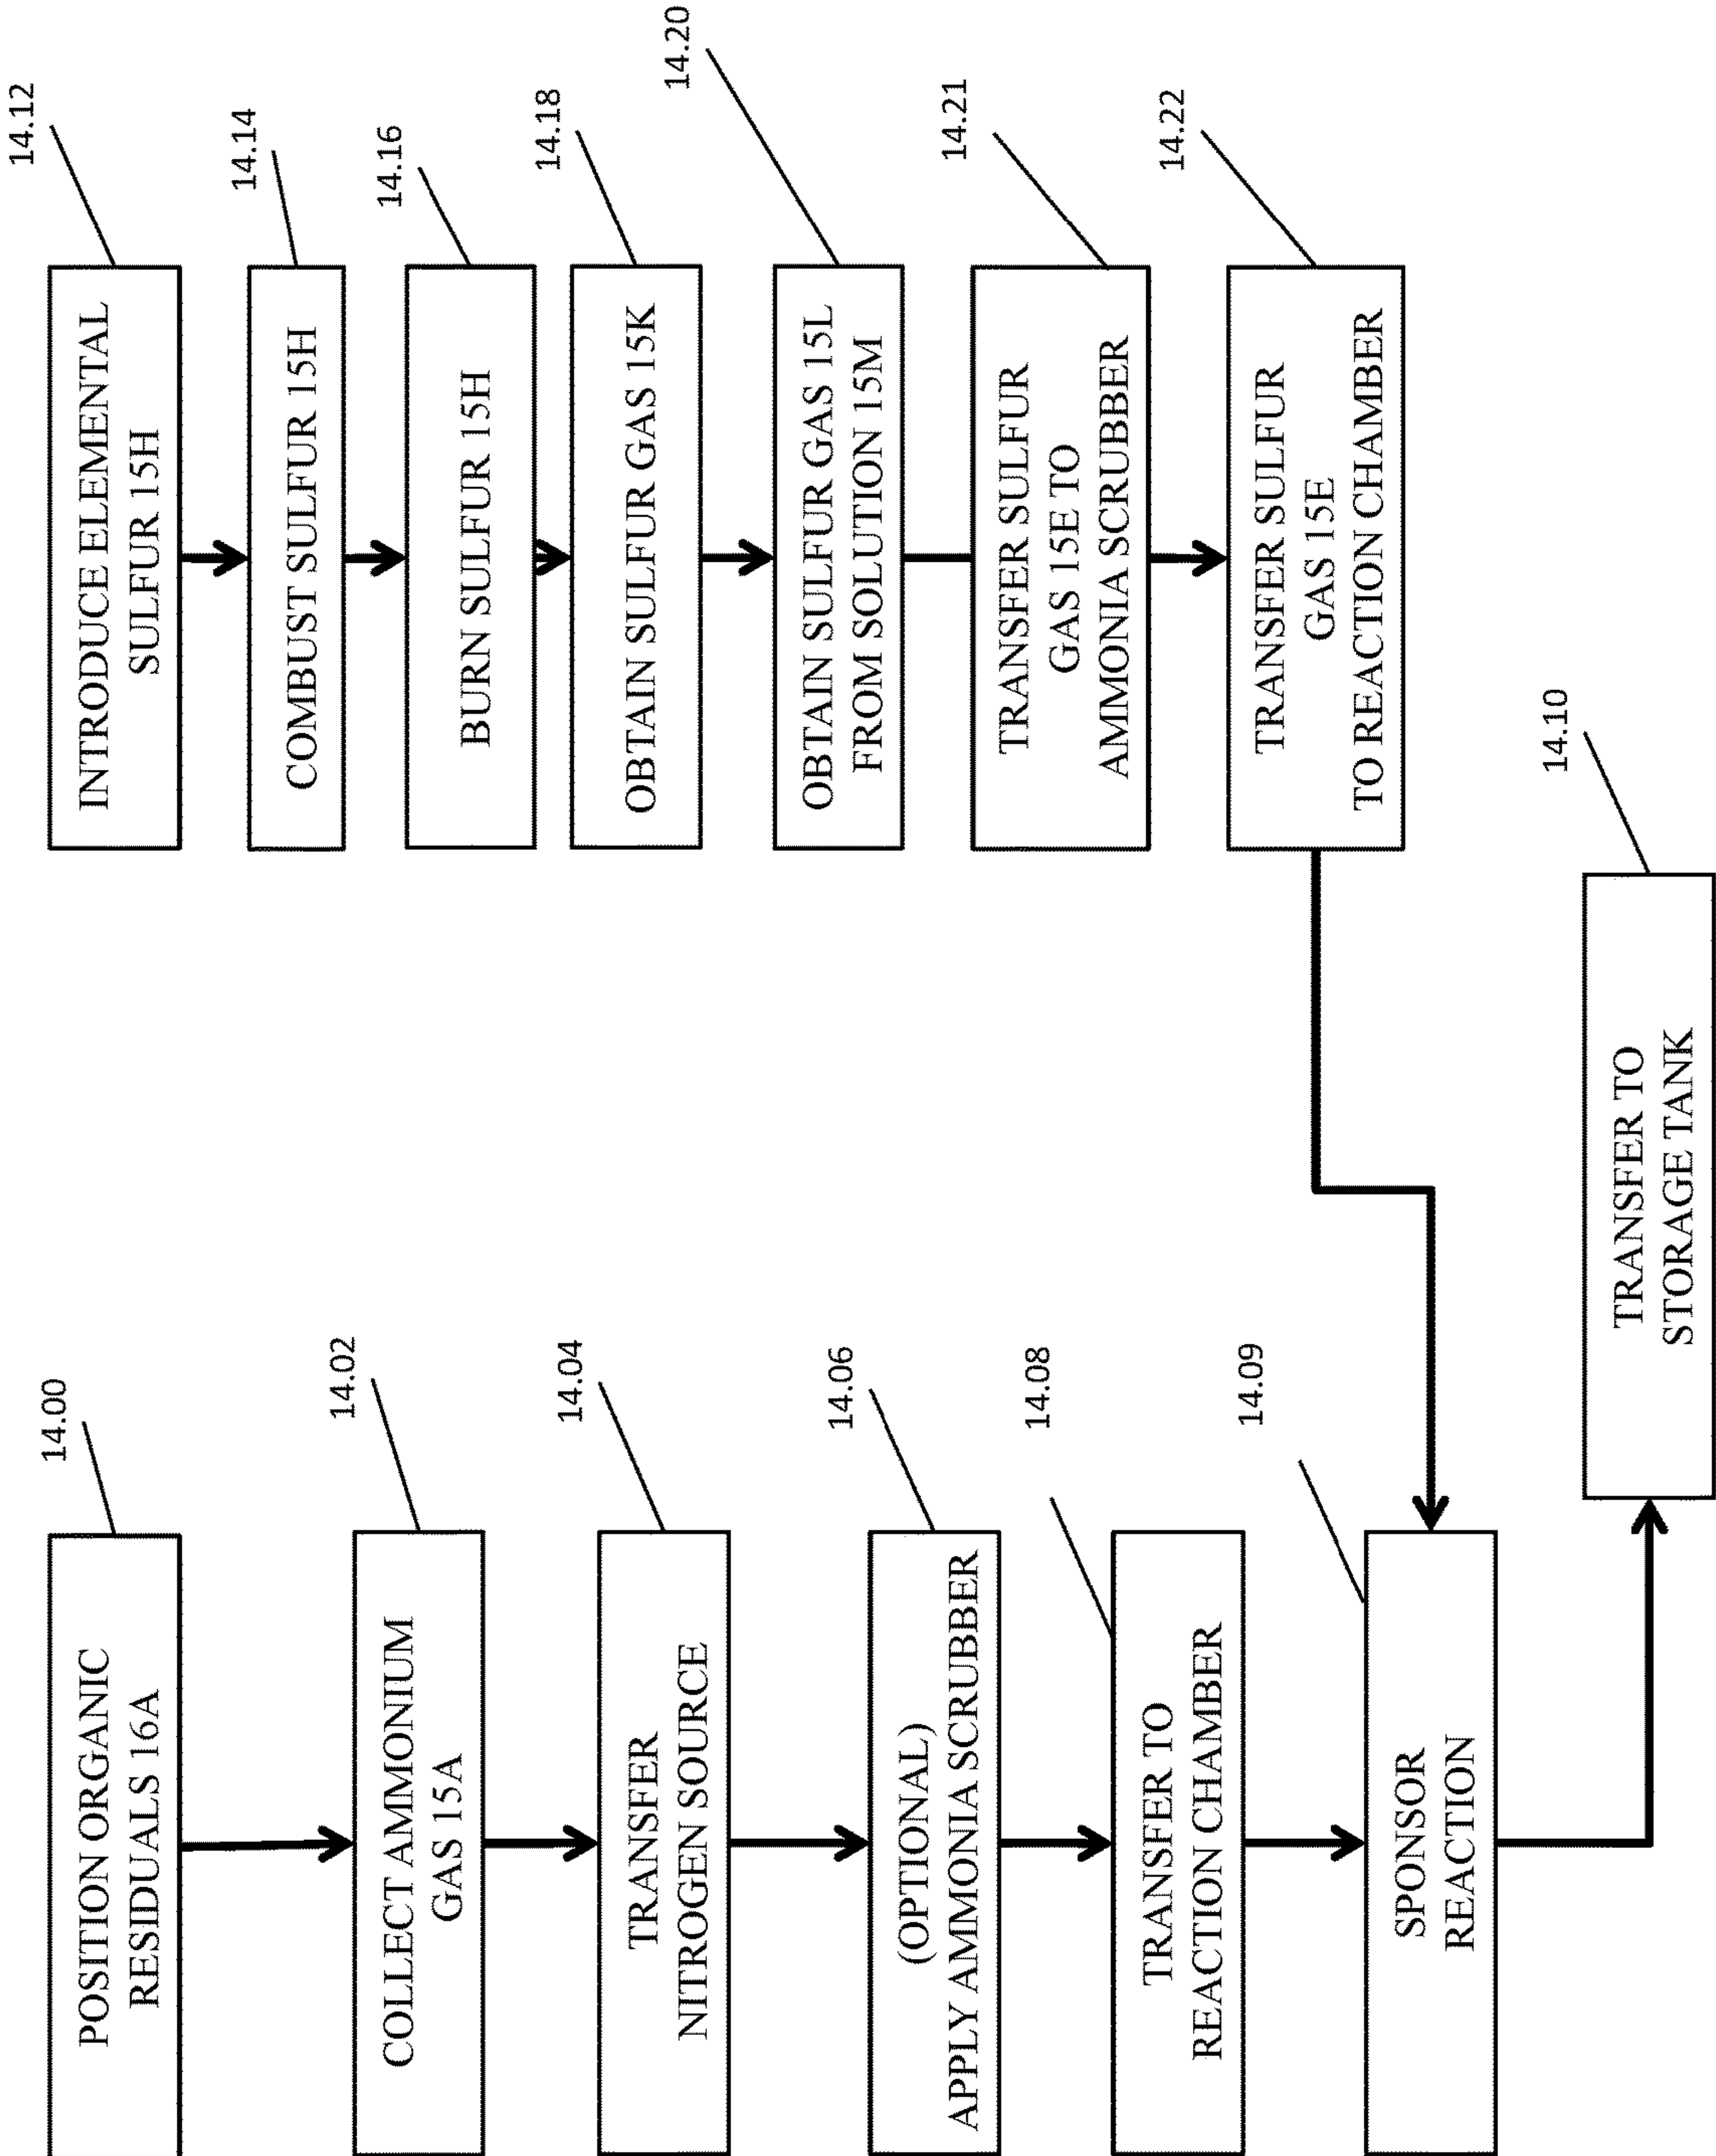 14.00
POSITION ORGANIC
RESIDUALS 16A
14.02
COLLECT AMMONIUM
GAS 15A
14.04
TRANSFER
NITROGEN SOURCE
14.06
(OPTIONAL)
APPLY AMMONIA SCRUBBER
14.08
TRANSFER TO
REACTION CHAMBER
14.09
SPONSOR
REACTION
14.12
INTRODUCE ELEMENTAL
SULFUR 15H
14.14
COMBUST SULFUR 15H
14.16
BURN SULFUR 15H
14.18
OBTAIN SULFUR GAS 15K
14.20
OBTAIN SULFUR GAS 15L
FROM SOLUTION 15M
14.21
TRANSFER SULFUR
GAS 15E TO
AMMONIA SCRUBBER
14.22
TRANSFER SULFUR
GAS 15E
TO REACTION CHAMBER
14.10
TRANSFER TO
STORAGE TANK